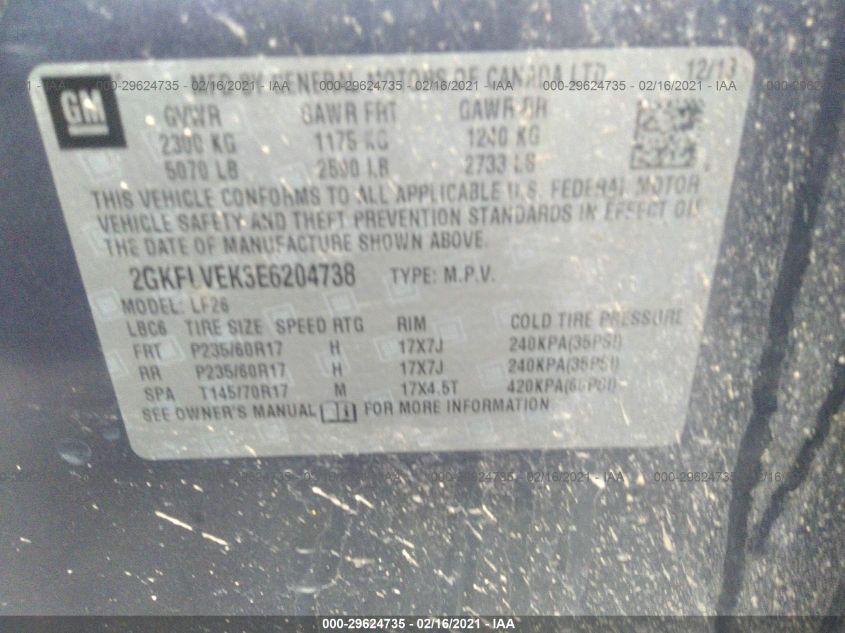 MFD BY GENERAL MOTORS OF CANADA LTD 12/13
GM
GVWR GAWR FRT GAWR RR
2300 KG 1175 KG 1240 KG
5070 LB 2590 LB 2733 LB
THIS VEHICLE CONFORMS TO ALL APPLICABLE U.S. FEDERAL MOTOR
VEHICLE SAFETY AND THEFT PREVENTION STANDARDS IN EFFECT ON
THE DATE OF MANUFACTURE SHOWN ABOVE.
2GKFLVEK3E6204738 TYPE: M.P.V.
MODEL: LF26
LBC6 TIRE SIZE SPEED RTG RIM COLD TIRE PRESSURE
FRT P235/60R17 H 17X7J 240KPA(35PSI)
RR P235/60R17 H 17X7J 240KPA(35PSI)
SPA T145/70R17 M 17X4.5T 420KPA(60PSI)
SEE OWNER'S MANUAL FOR MORE INFORMATION
000-29624735 - 02/16/2021 - IAA